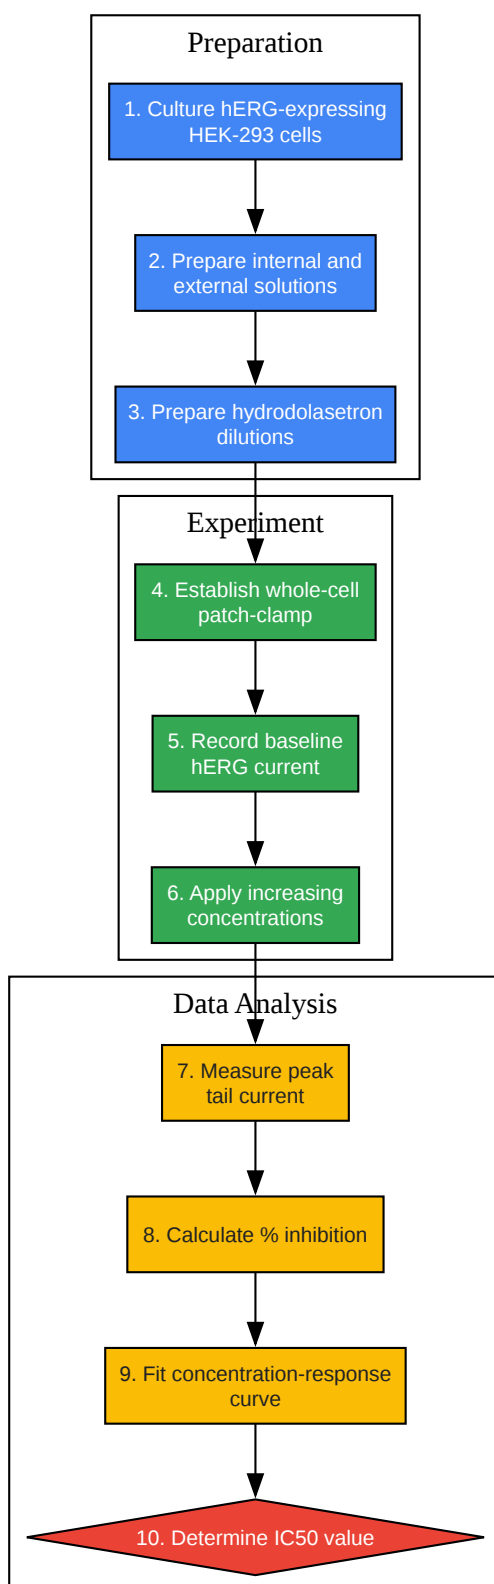 Preparation
1. Culture hERG-expressing
HEK-293 cells
2. Prepare internal and
external solutions
3. Prepare hydrodolasetron
dilutions
Experiment
4. Establish whole-cell
patch-clamp
5. Record baseline
hERG current
6. Apply increasing
concentrations
Data Analysis
7. Measure peak
tail current
8. Calculate % inhibition
9. Fit concentration-response
curve
10. Determine IC50 value